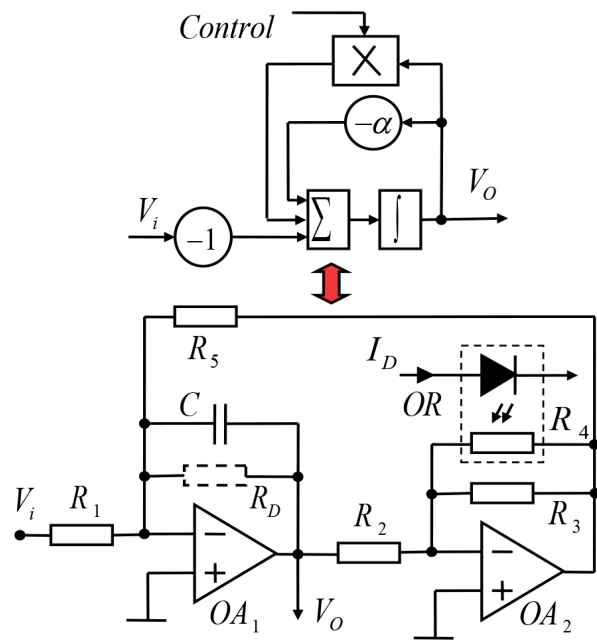 Control
×
−α
V_O
V_i
−1
Σ
∫
R_5
I_D
OR
C
R_4
V_i
R_1
R_D
R_2
R_3
−
+
−
+
OA_1
V_O
OA_2